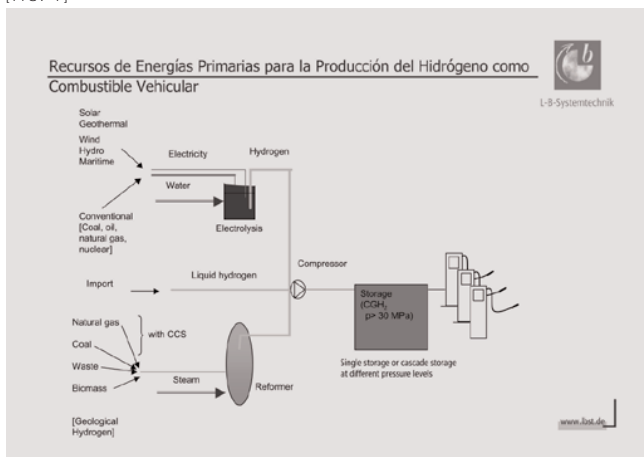 Recursos de Energías Primarias para la Producción del Hidrógeno como
Combustible Vehicular
b
L-B-Systemtechnik
Solar
Geothermal
Wind
Hydro
Maritime
Electricity
Hydrogen
Water
Conventional
[Coal, oil,
natural gas,
nuclear]
Electrolysis
Compressor
Import
Liquid hydrogen
Storage
(CGH₂
p> 30 MPa)
Natural gas
with CCS
Coal
Waste
Biomass
Steam
Reformer
Single storage or cascade storage
at different pressure levels
[Geological
Hydrogen]
www.lbst.de